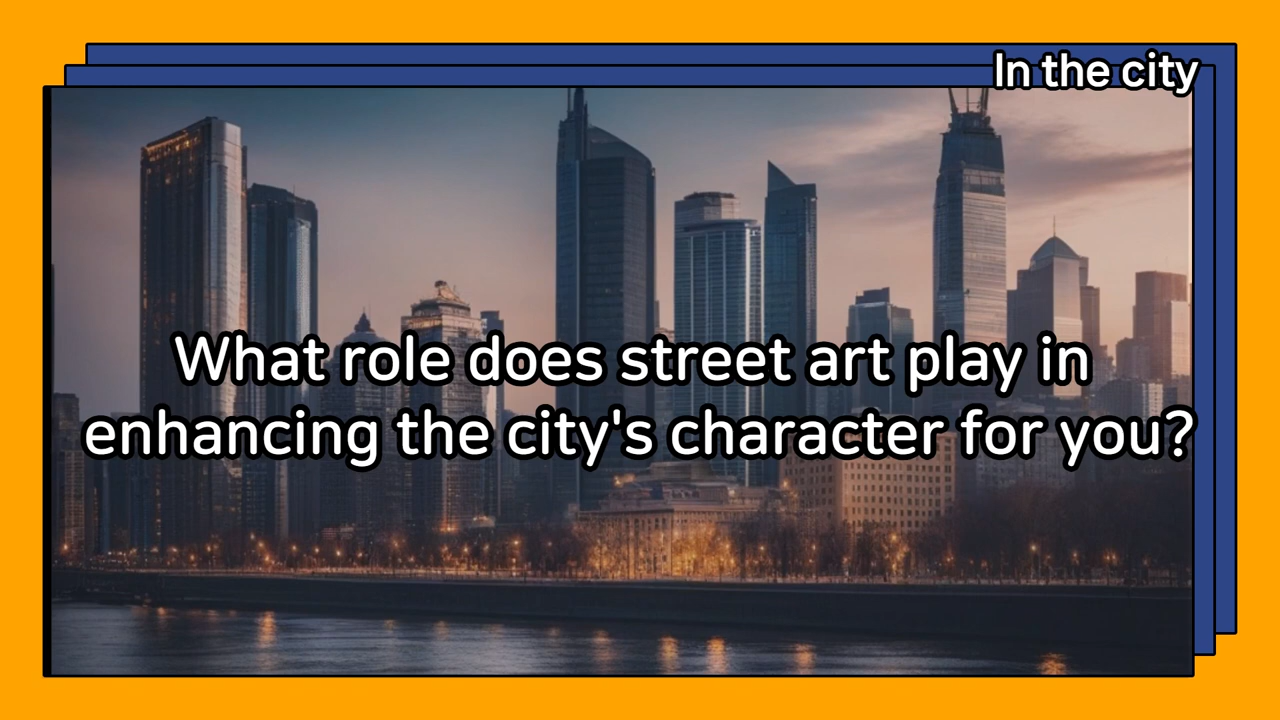 In the city
What role does street art play in
enhancing the city's character for you?